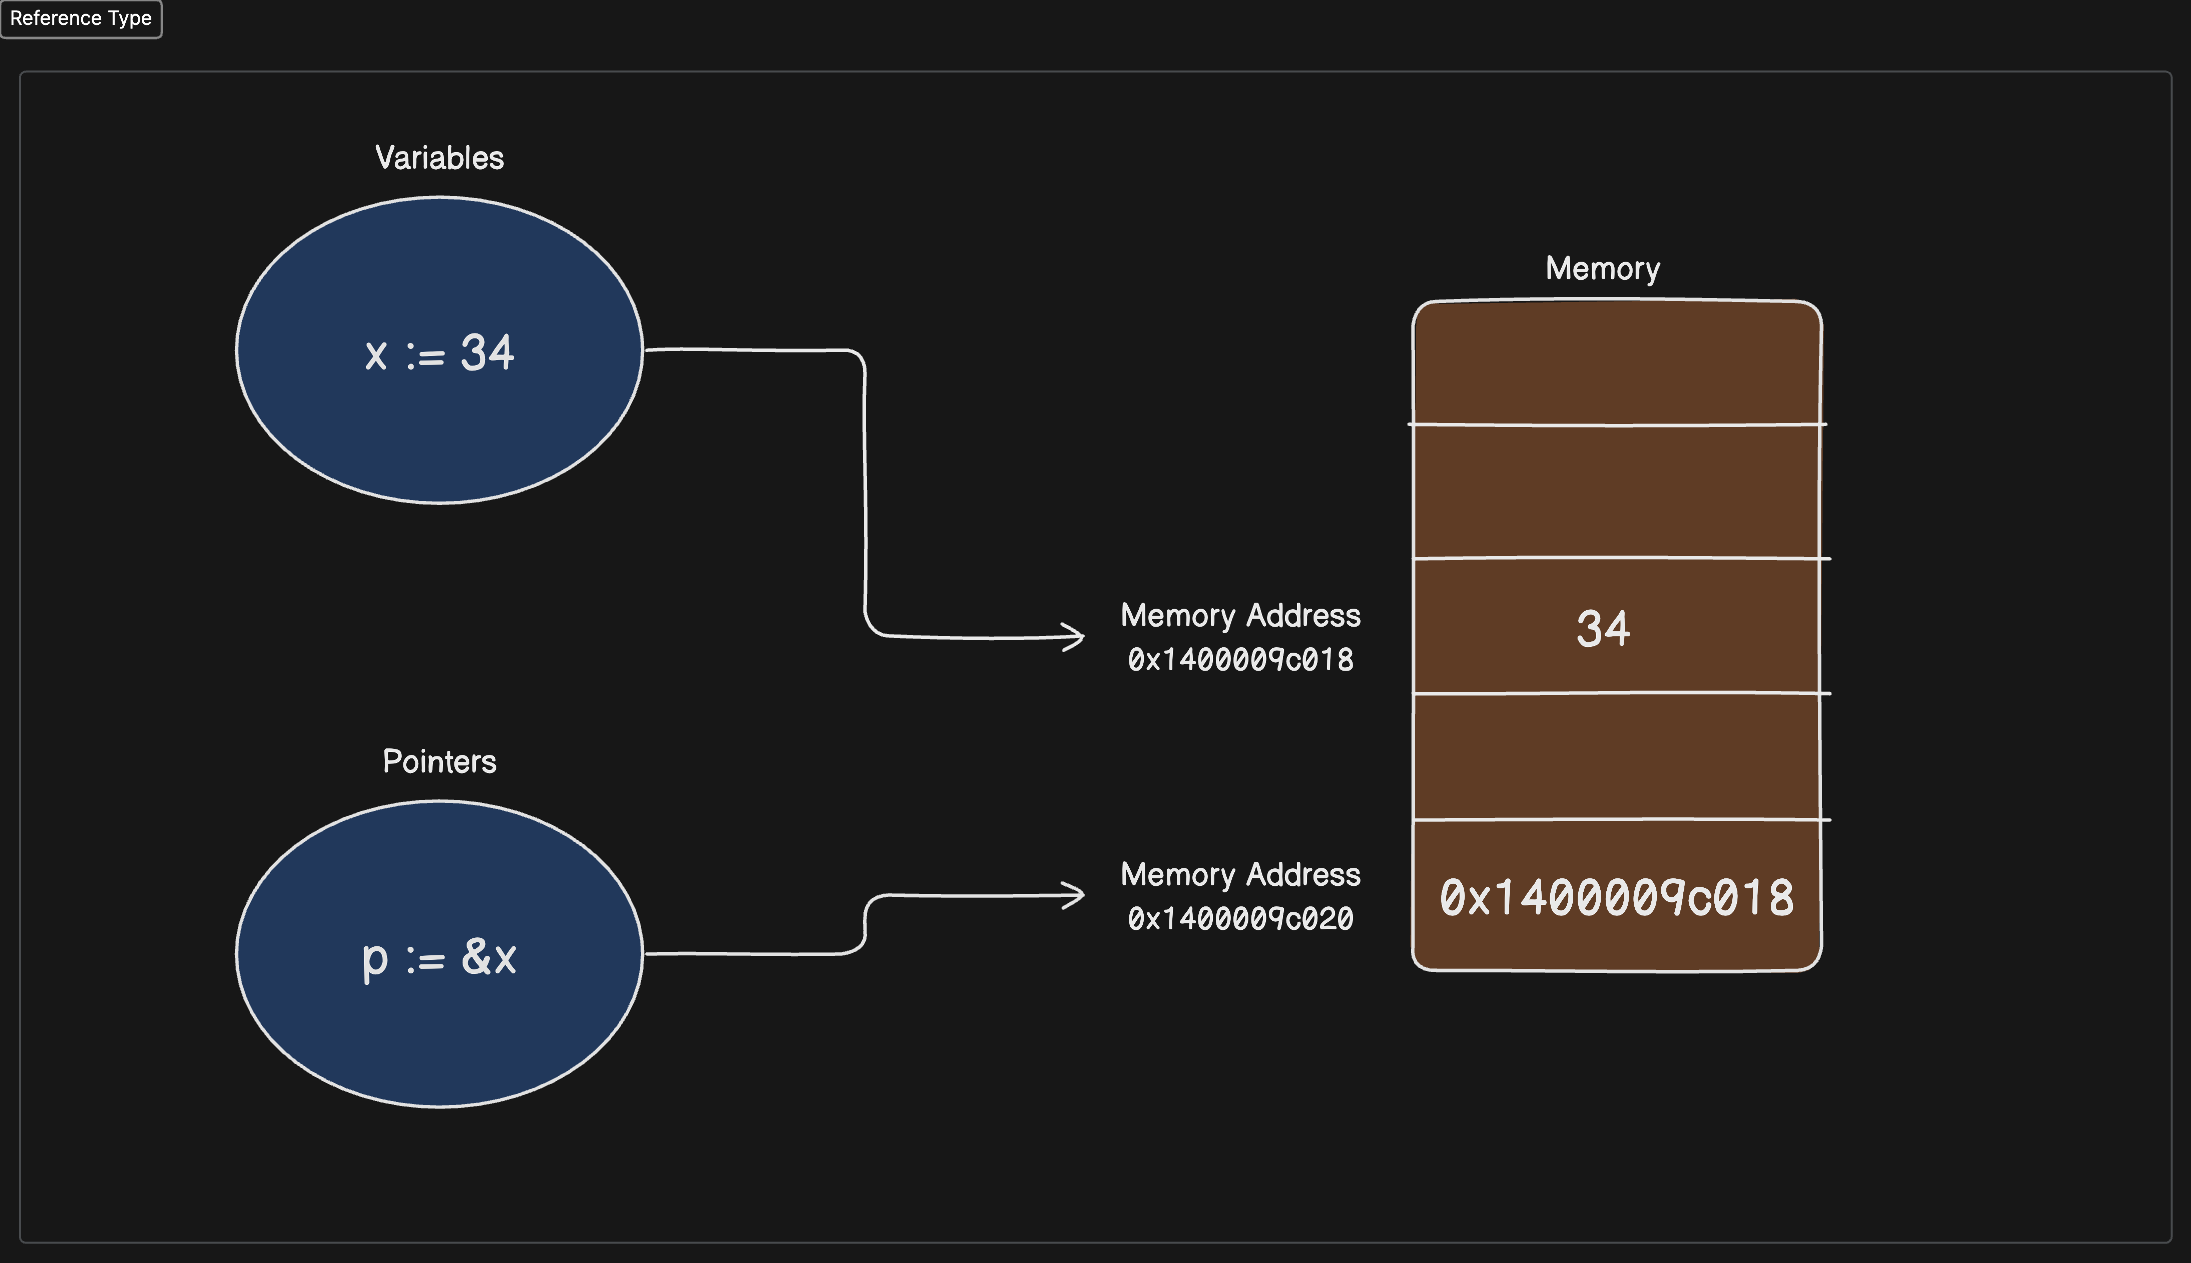 Reference Type
Variables
x := 34
Memory
Memory Address
0x1400009c018
34
Pointers
p := &x
Memory Address
0x1400009c020
0x1400009c018